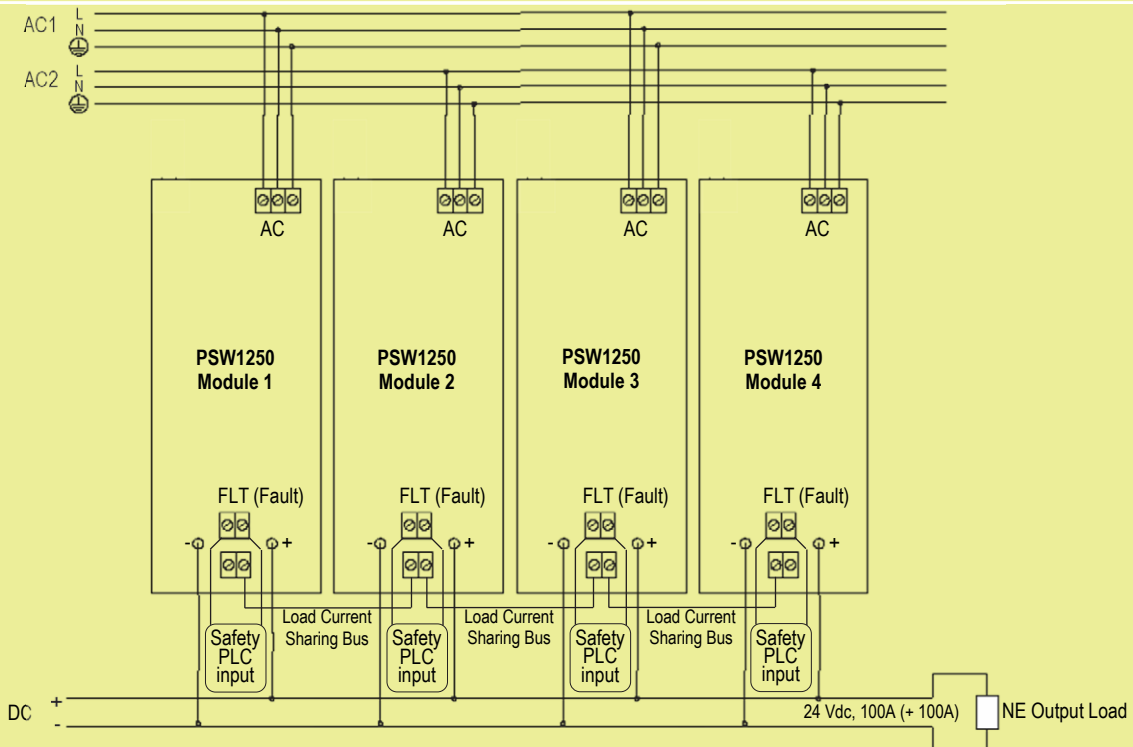 AC1 L
N
AC2 L
N
AC AC AC AC
PSW1250
Module 1
PSW1250
Module 2
PSW1250
Module 3
PSW1250
Module 4
FLT (Fault) FLT (Fault) FLT (Fault) FLT (Fault)
- + - + - + - +
Load Current
Sharing Bus
Load Current
Sharing Bus
Load Current
Sharing Bus
Safety
PLC
input
Safety
PLC
input
Safety
PLC
input
Safety
PLC
input
DC +
-
24 Vdc, 100A (+ 100A)
NE Output Load